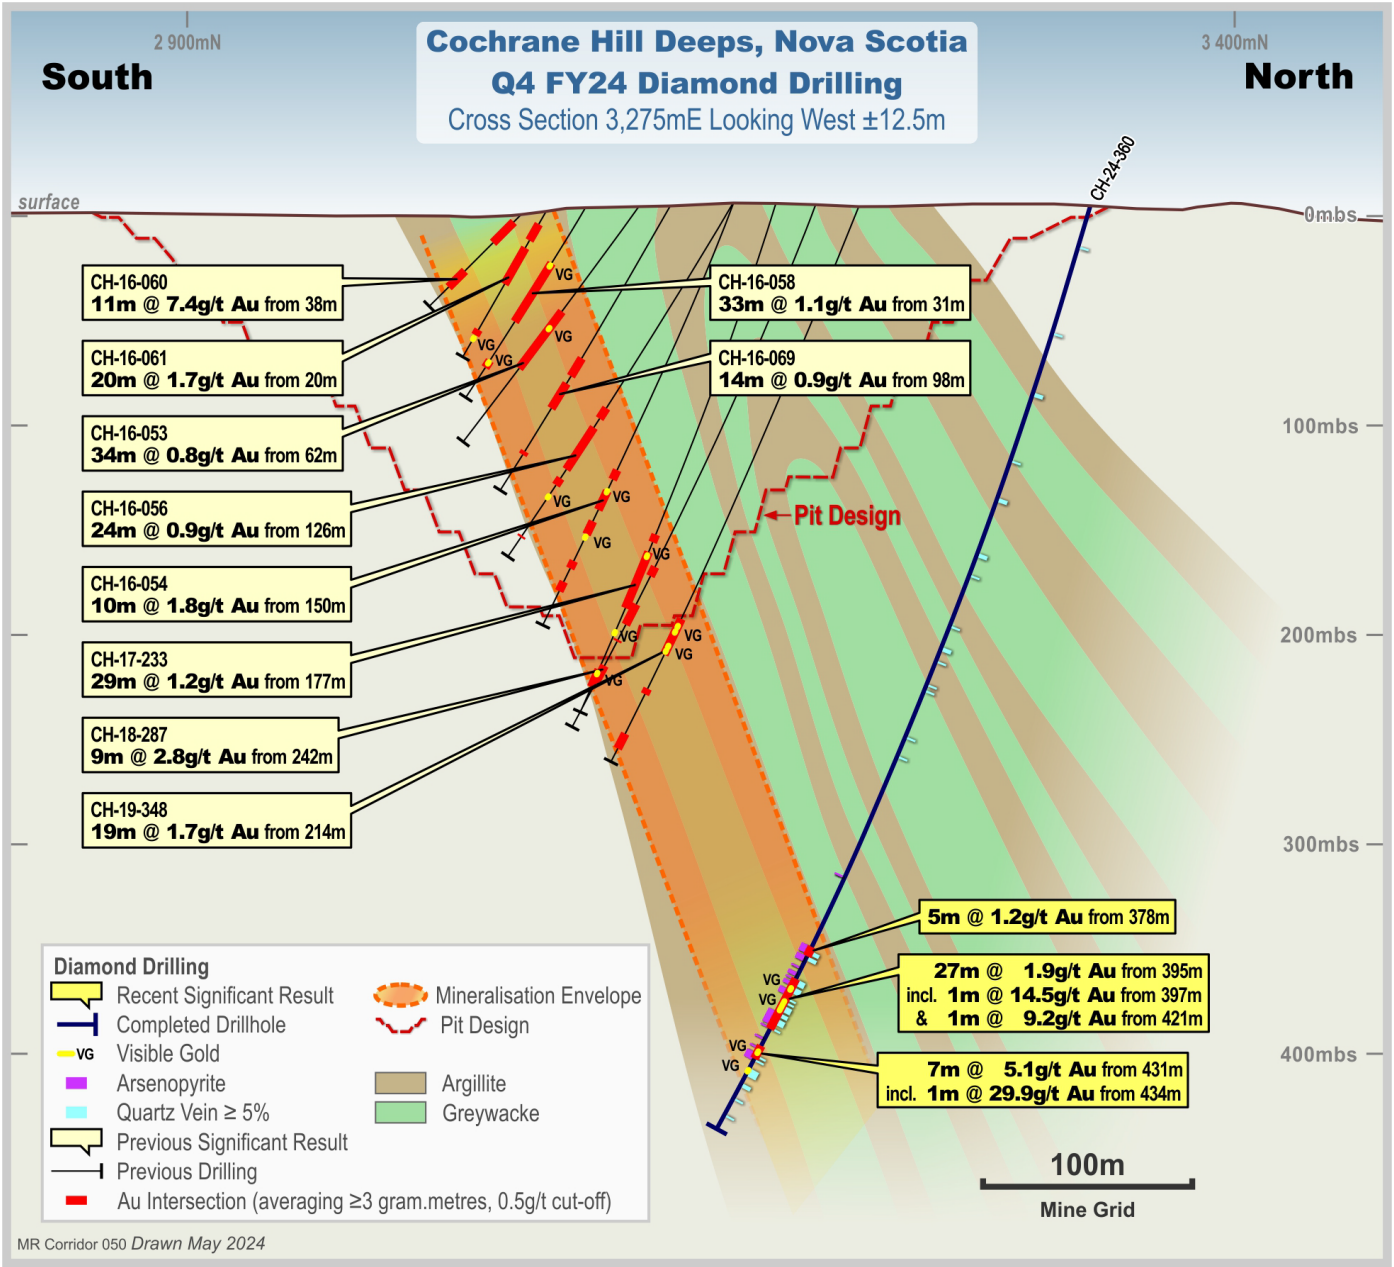 2 900mN
3 400mN
South
North
Cochrane Hill Deeps, Nova Scotia
Q4 FY24 Diamond Drilling
Cross Section 3,275mE Looking West ±12.5m
CH-24-360
surface
0mbs
100mbs
200mbs
300mbs
400mbs
CH-16-060
11m @ 7.4g/t Au from 38m
CH-16-061
20m @ 1.7g/t Au from 20m
CH-16-053
34m @ 0.8g/t Au from 62m
CH-16-056
24m @ 0.9g/t Au from 126m
CH-16-054
10m @ 1.8g/t Au from 150m
CH-17-233
29m @ 1.2g/t Au from 177m
CH-18-287
9m @ 2.8g/t Au from 242m
CH-19-348
19m @ 1.7g/t Au from 214m
CH-16-058
33m @ 1.1g/t Au from 31m
CH-16-069
14m @ 0.9g/t Au from 98m
VG
VG
VG
VG
VG
VG
VG
VG
VG
VG
VG
VG
Pit Design
5m @ 1.2g/t Au from 378m
27m @ 1.9g/t Au from 395m
incl. 1m @ 14.5g/t Au from 397m
& 1m @ 9.2g/t Au from 421m
7m @ 5.1g/t Au from 431m
incl. 1m @ 29.9g/t Au from 434m
VG
VG
VG
VG
Diamond Drilling
Recent Significant Result
Completed Drillhole
VG Visible Gold
Arsenopyrite
Quartz Vein ≥ 5%
Previous Significant Result
Previous Drilling
Au Intersection (averaging ≥3 gram.metres, 0.5g/t cut-off)
Mineralisation Envelope
Pit Design
Argillite
Greywacke
100m
Mine Grid
MR Corridor 050 Drawn May 2024